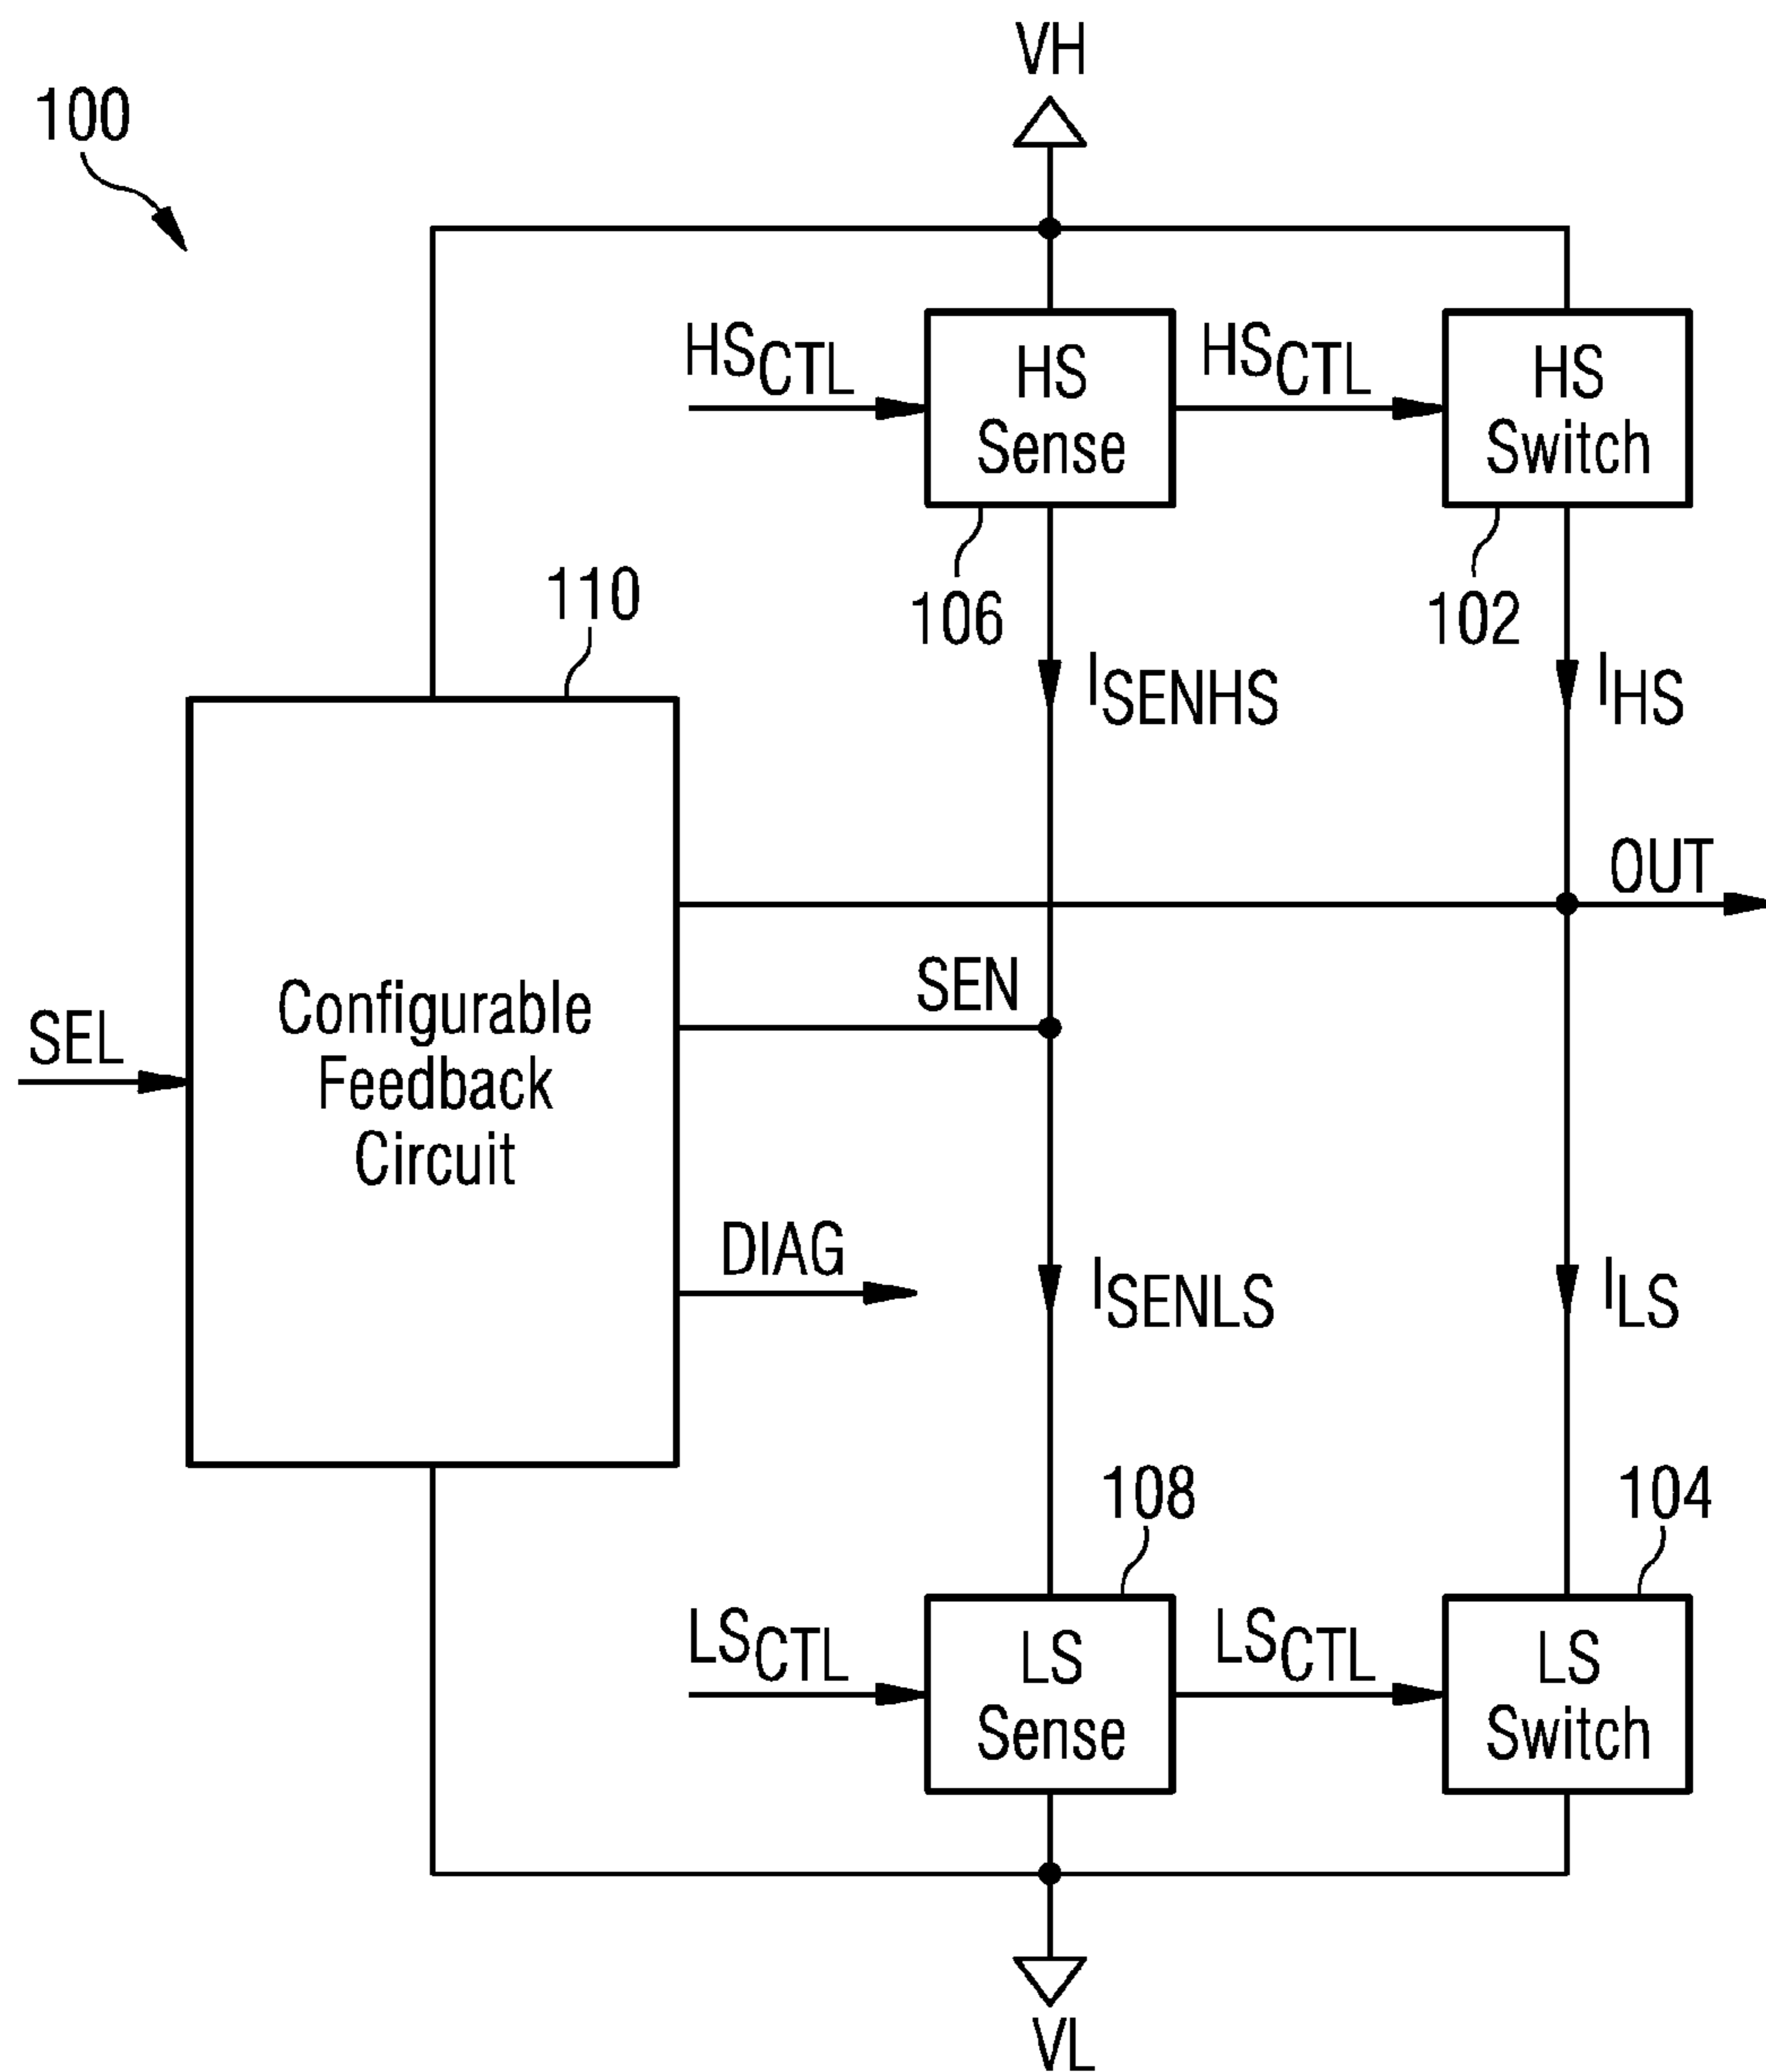 VH
100
HSCTL
HS
Sense
HSCTL
HS
Switch
110
106
102
ISENHS
IHS
OUT
SEN
SEL
Configurable
Feedback
Circuit
DIAG
ISENLS
ILS
108
104
LSCTL
LS
Sense
LSCTL
LS
Switch
VL